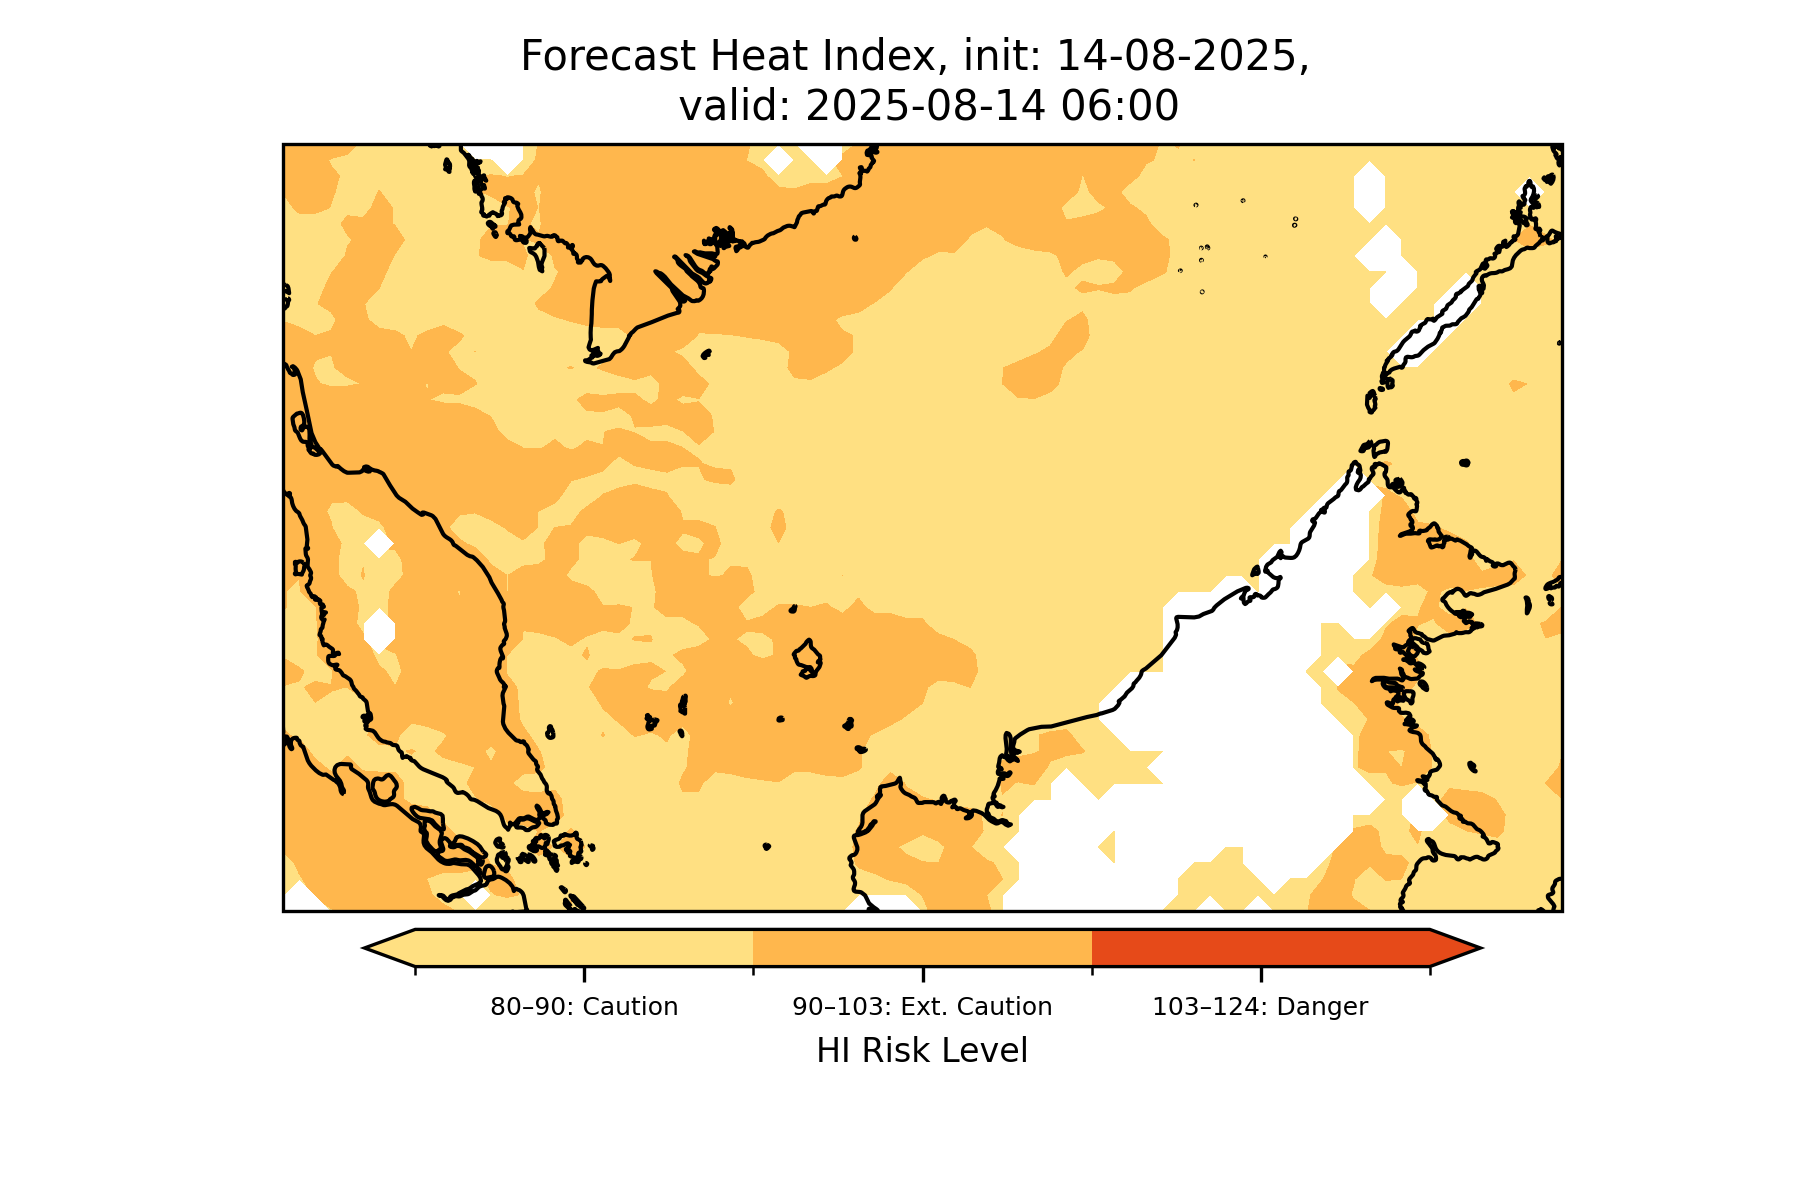 Forecast Heat Index, init: 14-08-2025,
valid: 2025-08-14 06:00
80–90: Caution
90–103: Ext. Caution
103–124: Danger
HI Risk Level